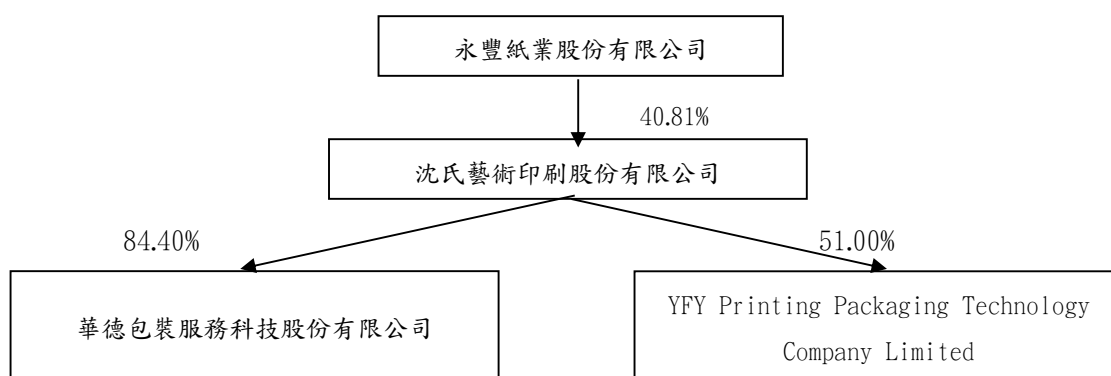 永豐紙業股份有限公司
40.81%
沈氏藝術印刷股份有限公司
84.40%
51.00%
華德包裝服務科技股份有限公司
YFY Printing Packaging Technology
Company Limited